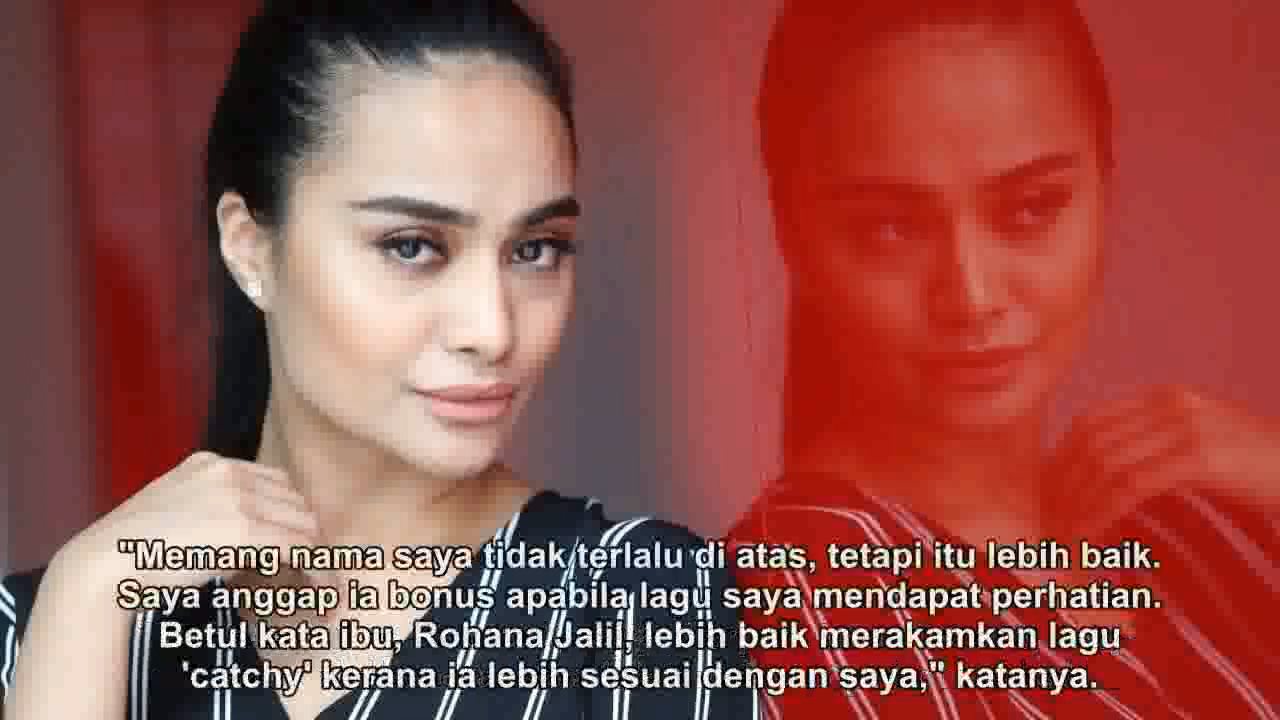 "Memang nama saya tidak terlalu di atas, tetapi itu lebih baik.
Saya anggap ia bonus apabila lagu saya mendapat perhatian.
Betul kata ibu, Rohana Jalil, lebih baik merakamkan lagu
'catchy' kerana ia lebih sesuai dengan saya," katanya.